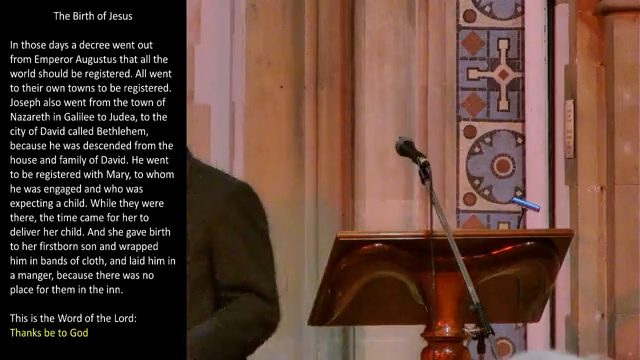 The Birth of Jesus
In those days a decree went out
from Emperor Augustus that all the
world should be registered. All went
to their own towns to be registered.
Joseph also went from the town of
Nazareth in Galilee to Judea, to the
city of David called Bethlehem,
because he was descended from the
house and family of David. He went
to be registered with Mary, to whom
he was engaged and who was
expecting a child. While they were
there, the time came for her to
deliver her child. And she gave birth
to her firstborn son and wrapped
him in bands of cloth, and laid him in
a manger, because there was no
place for them in the inn.
This is the Word of the Lord:
Thanks be to God